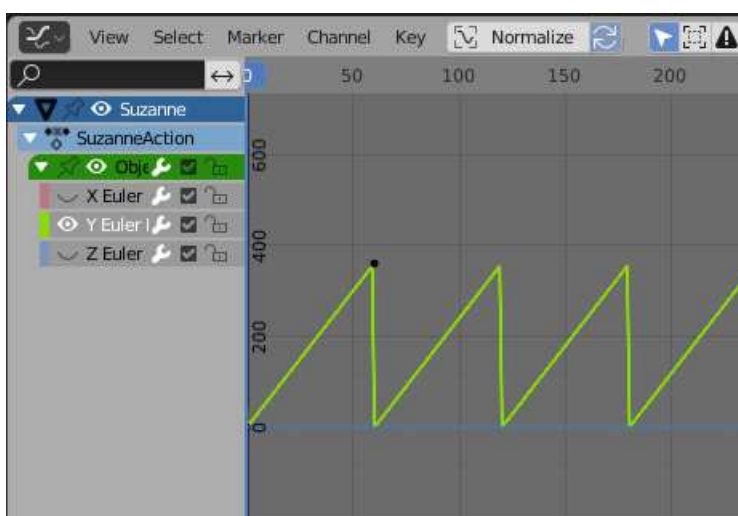 View Select Marker Channel Key Normalize
0 50 100 150 200
Suzanne
SuzanneAction
Obje
X Euler
Y Euler
Z Euler
600
400
200
0